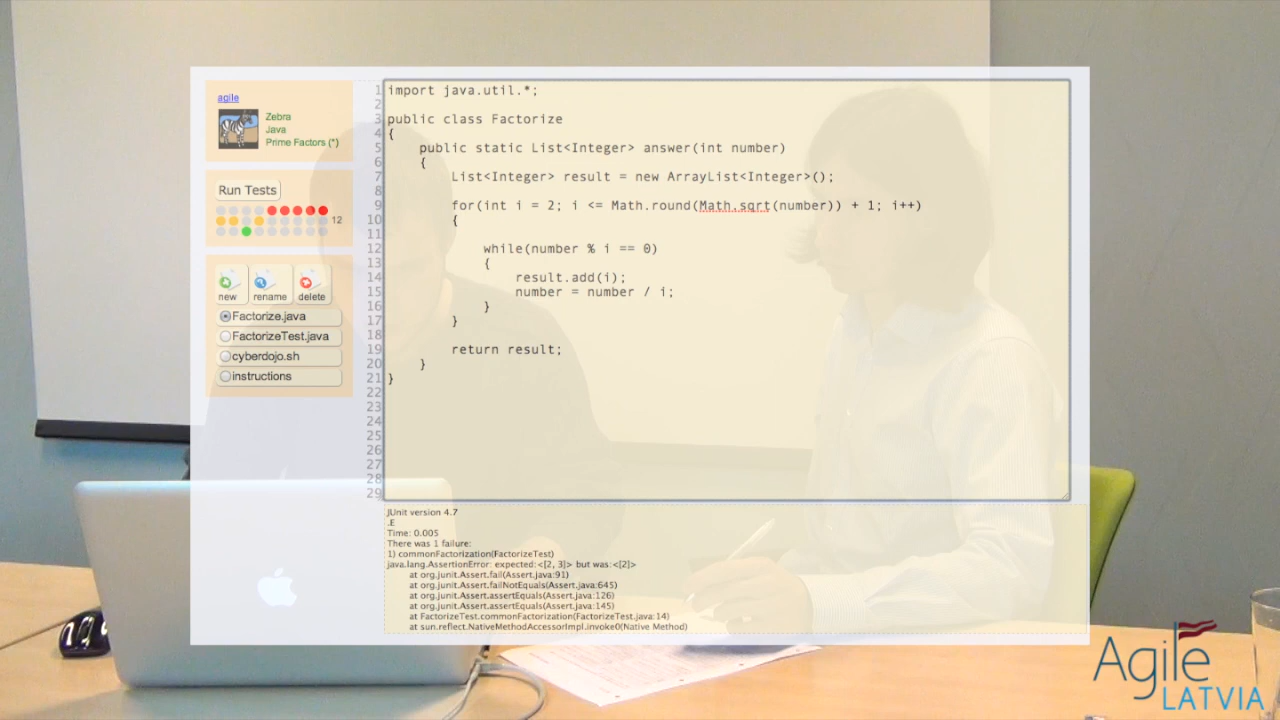 agile
Zebra
Java
Prime Factors (*)
Run Tests
12
new rename delete
Factorize.java
FactorizeTest.java
cyberdojo.sh
instructions
1 import java.util.*;
2
3 public class Factorize
4 {
5 public static List<Integer> answer(int number)
6 {
7 List<Integer> result = new ArrayList<Integer>();
8
9 for(int i = 2; i <= Math.round(Math.sqrt(number)) + 1; i++)
10 {
11
12 while(number % i == 0)
13 {
14 result.add(i);
15 number = number / i;
16 }
17 }
18
19 return result;
20 }
21 }
22
23
24
25
26
27
28
29
JUnit version 4.7
.E
Time: 0.005
There was 1 failure:
1) commonFactorization(FactorizeTest)
java.lang.AssertionError: expected:<[2, 3]> but was:<[2]>
at org.junit.Assert.fail(Assert.java:91)
at org.junit.Assert.failNotEquals(Assert.java:645)
at org.junit.Assert.assertEquals(Assert.java:126)
at org.junit.Assert.assertEquals(Assert.java:145)
at FactorizeTest.commonFactorization(FactorizeTest.java:14)
at sun.reflect.NativeMethodAccessorImpl.invoke0(Native Method)
Agile
LATVIA